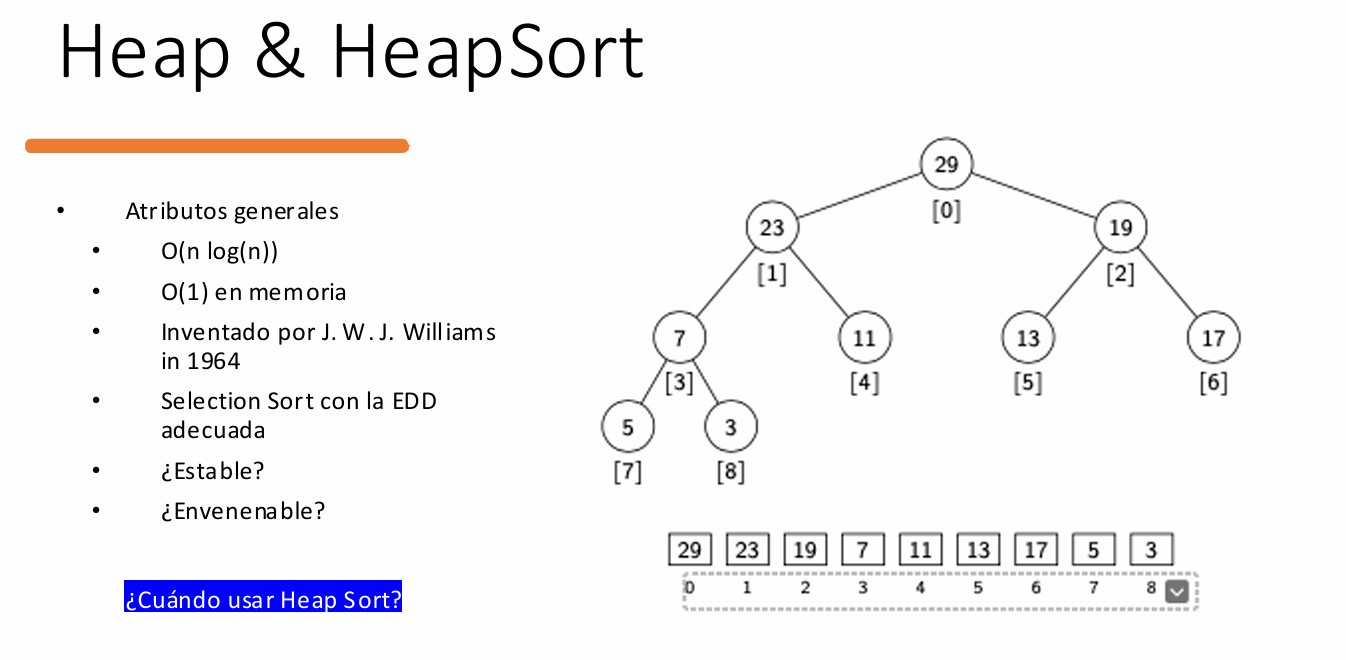 Heap & HeapSort
• Atributos generales
• O(n log(n))
• O(1) en memoria
• Inventado por J. W. J. Williams
in 1964
• Selection Sort con la EDD
adecuada
• ¿Estable?
• ¿Envenenable?
¿Cuándo usar Heap Sort?
29
[0]
23 19
[1] [2]
7 11 13 17
[3] [4] [5] [6]
5 3
[7] [8]
29 23 19 7 11 13 17 5 3
0 1 2 3 4 5 6 7 8